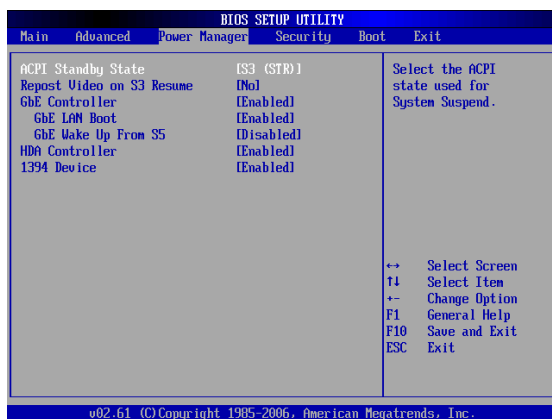 BIOS SETUP UTILITY
Main Advanced Power Manager Security Boot Exit
ACPI Standby State [S3 (STR)]
Repost Video on S3 Resume [No]
GbE Controller [Enabled]
GbE LAN Boot [Enabled]
GbE Wake Up From S5 [Disabled]
HDA Controller [Enabled]
1394 Device [Enabled]
Select the ACPI
state used for
System Suspend.
↔ Select Screen
↑↓ Select Item
+- Change Option
F1 General Help
F10 Save and Exit
ESC Exit
v02.61 (C)Copyright 1985-2006, American Megatrends, Inc.